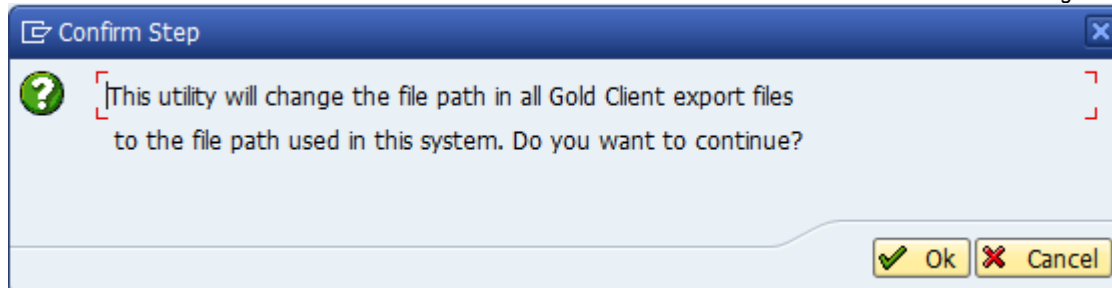 Confirm Step
This utility will change the file path in all Gold Client export files
to the file path used in this system. Do you want to continue?
Ok Cancel